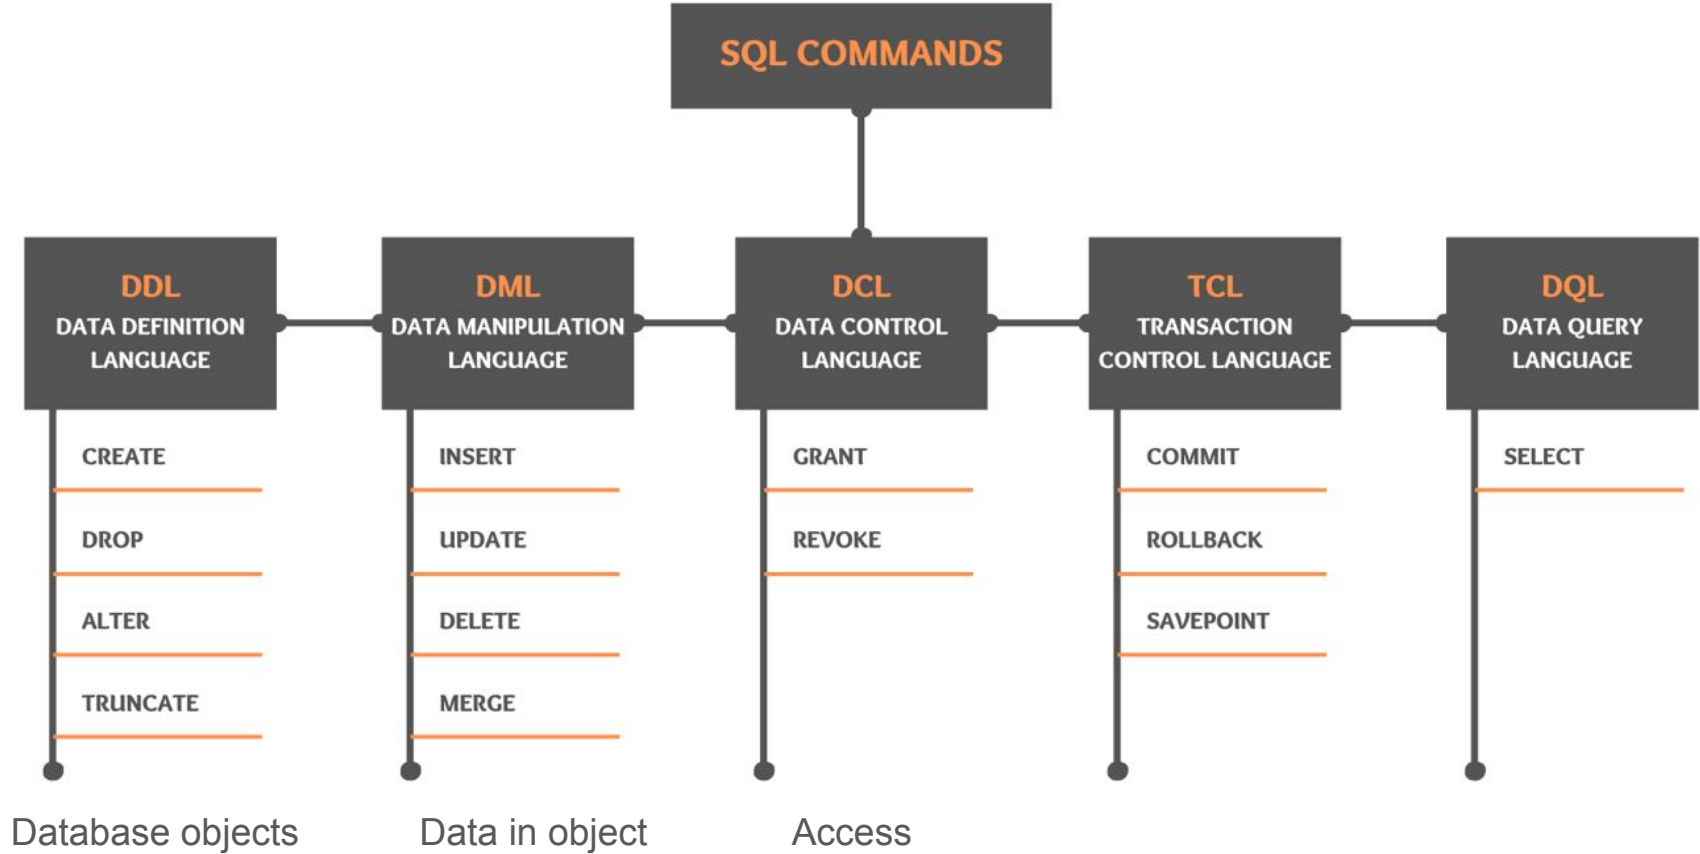 SQL COMMANDS
DDL
DATA DEFINITION
LANGUAGE
CREATE
DROP
ALTER
TRUNCATE
Database objects
DML
DATA MANIPULATION
LANGUAGE
INSERT
UPDATE
DELETE
MERGE
Data in object
DCL
DATA CONTROL
LANGUAGE
GRANT
REVOKE
Access
TCL
TRANSACTION
CONTROL LANGUAGE
COMMIT
ROLLBACK
SAVEPOINT
DQL
DATA QUERY
LANGUAGE
SELECT